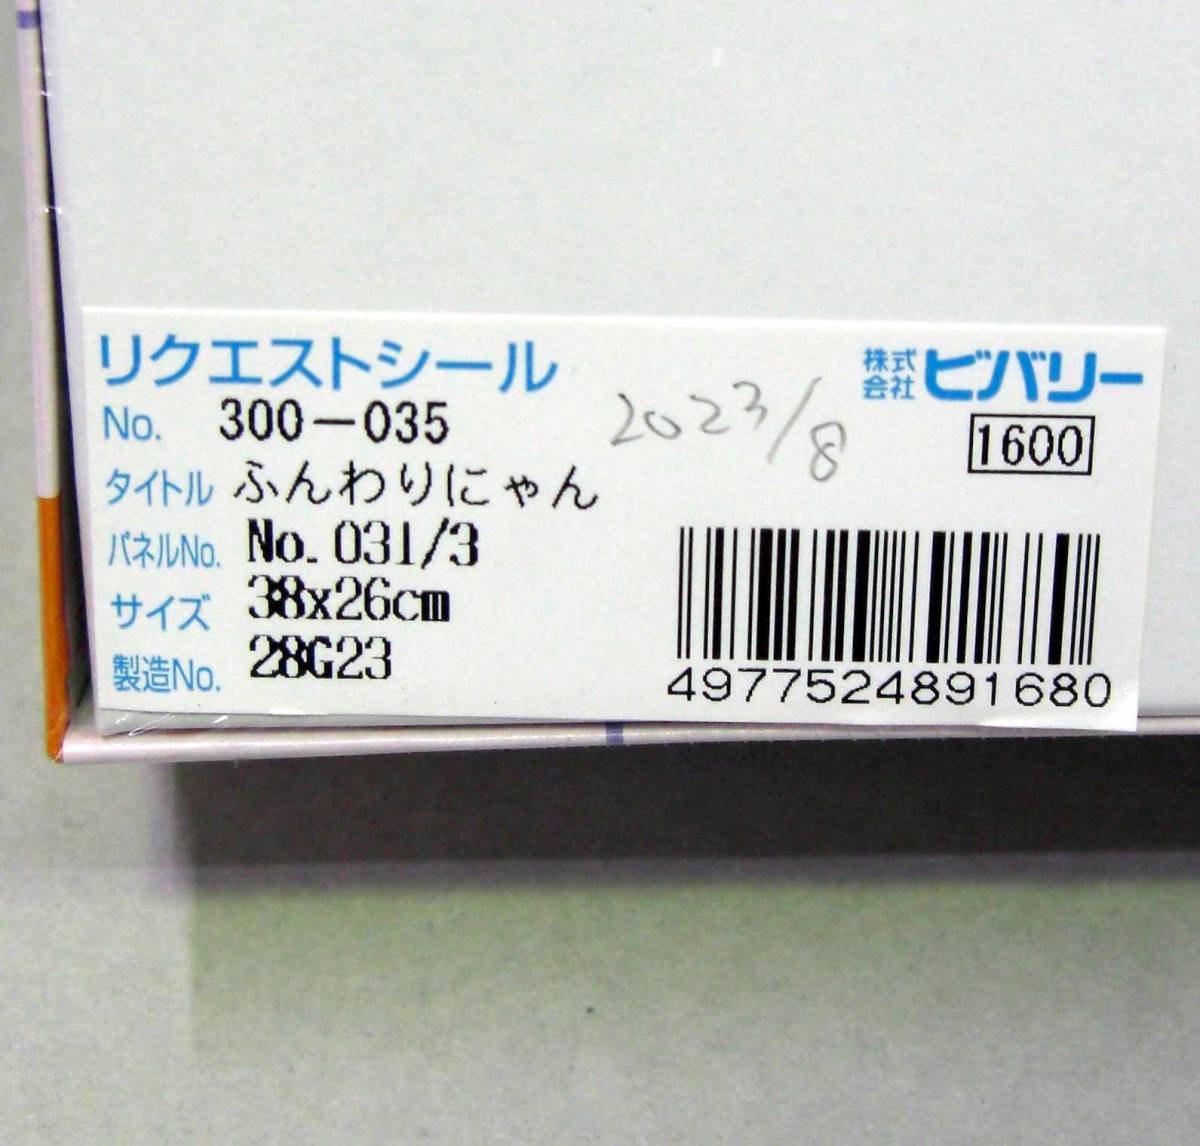 リクエストシール
株式会社 ビバリー
No. 300-035
2023/8
1600
タイトル ふんわりにゃん
パネルNo. No.031/3
サイズ 38x26cm
製造No. 28G23
4977524891680